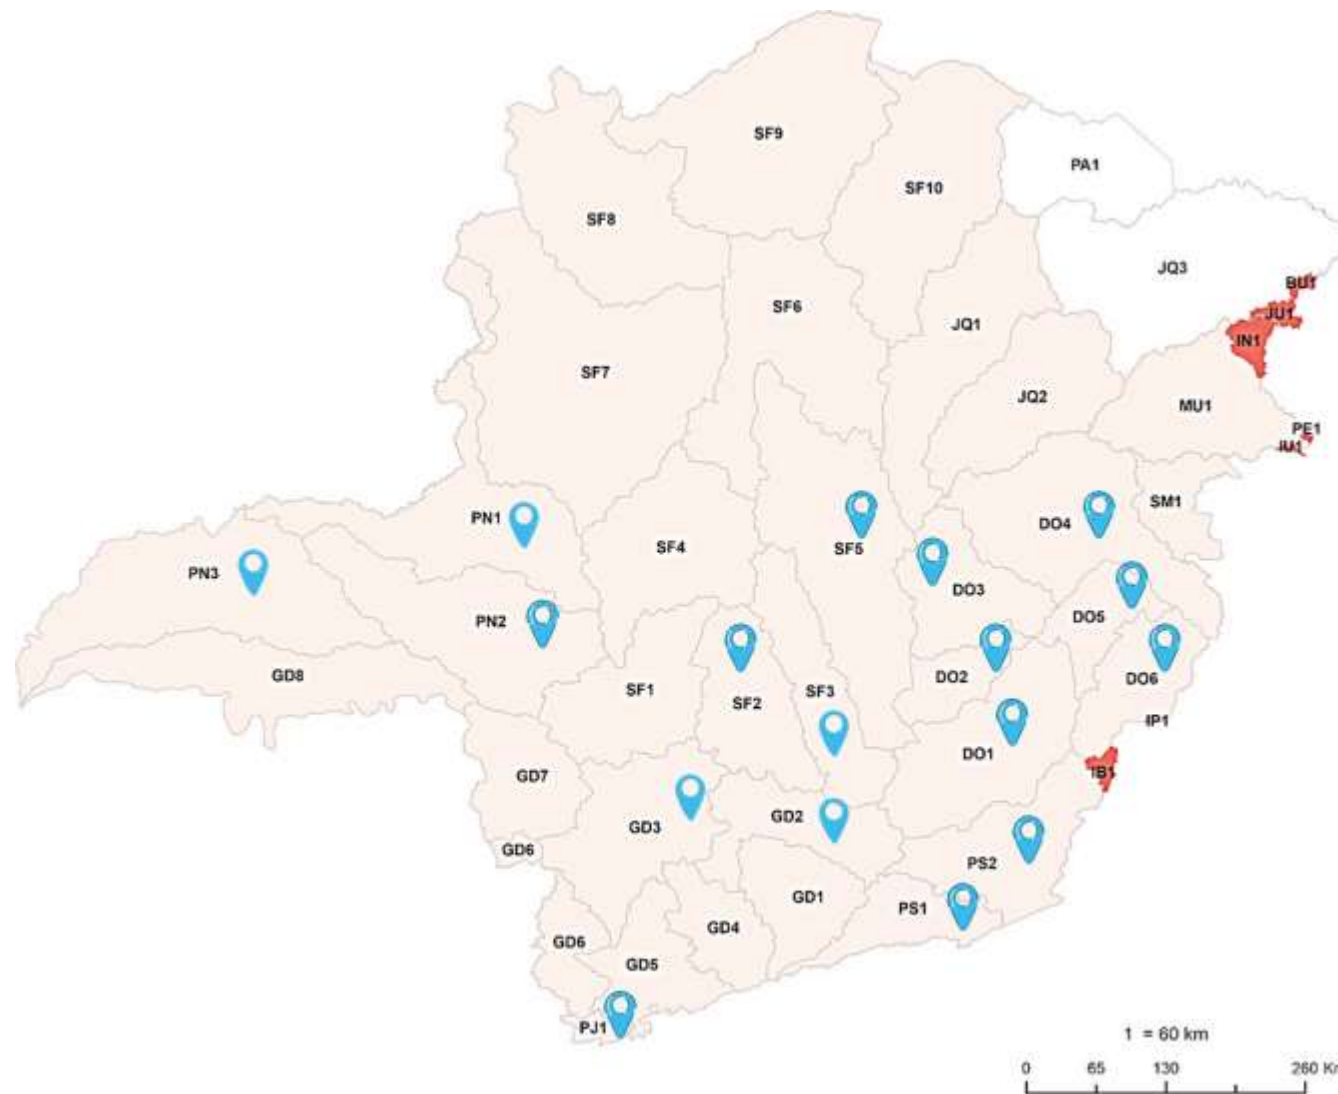 SF9
PA1
SF10
SF8
JQ3
BU1
SF6
JU1
JQ1
IN1
SF7
JQ2
MU1
PE1
IU1
SM1
PN1
DO4
SF4
SF5
PN3
DO3
DO5
PN2
GD8
DO2
DO6
SF1
SF3
SF2
IP1
DO1
IB1
GD7
GD2
GD3
GD6
PS2
GD1
PS1
GD4
GD6
GD5
PJ1
1 = 60 km
0 65 130 260 Km